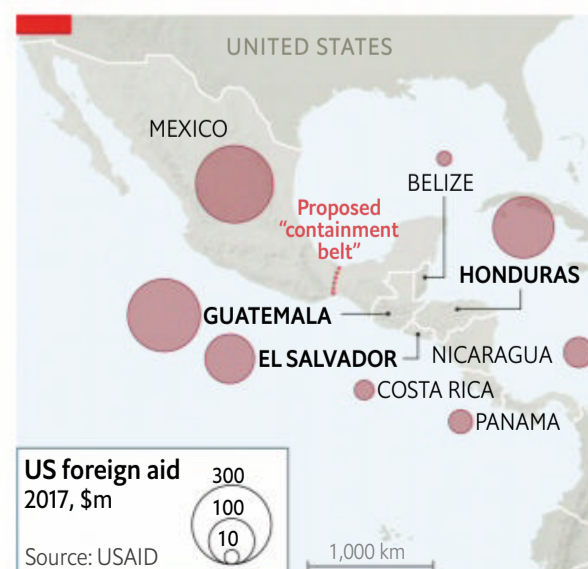 UNITED STATES
MEXICO
BELIZE
Proposed
“containment
belt”
HONDURAS
GUATEMALA
EL SALVADOR
NICARAGUA
COSTA RICA
PANAMA
US foreign aid
2017, $m
300
100
10
Source: USAID
1,000 km